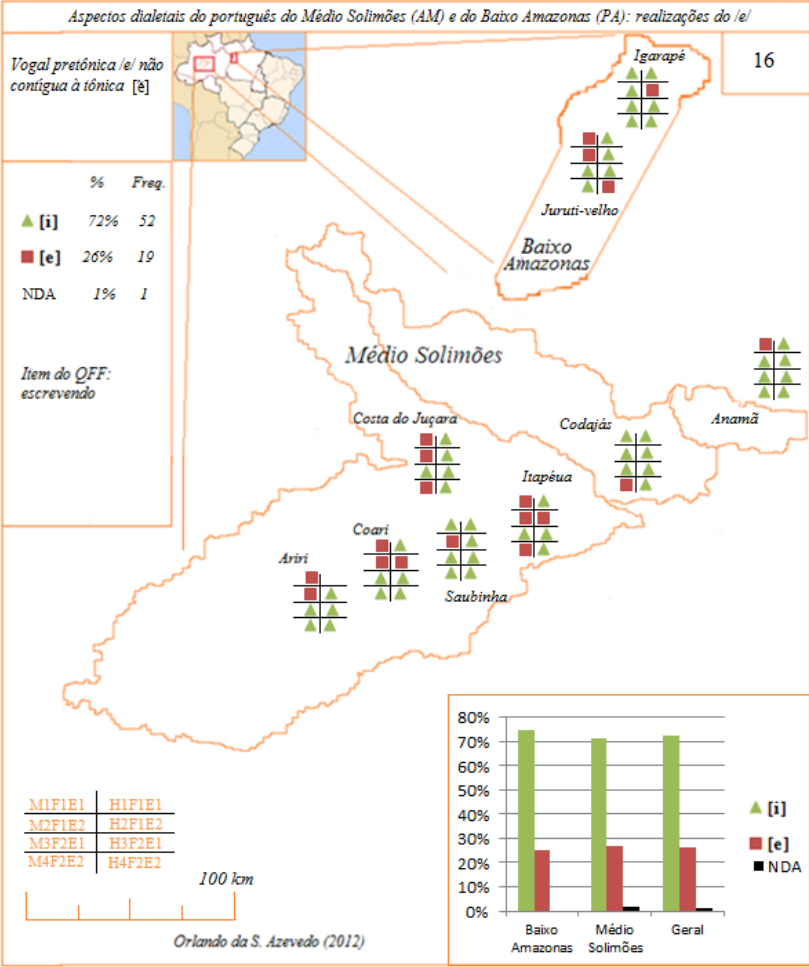 Aspectos dialetais do português do Médio Solimões (AM) e do Baixo Amazonas (PA): realizações do /e/
Vogal pretônica /e/ não
contígua à tônica [ẽ]
16
% Freq.
[i] 72% 52
[e] 26% 19
NDA 1% 1
Item do QFF:
escrevendo
Igarapé
Juruti-velho
Baixo
Amazonas
Médio Solimões
Costa do Juçara
Codajás
Anamã
Itapéua
Coari
Ariri
Saubinha
M1F1E1 H1F1E1
M2F1E2 H2F1E2
M3F2E1 H3F2E1
M4F2E2 H4F2E2
100 km
Orlando da S. Azevedo (2012)
80%
70%
60%
50%
40%
30%
20%
10%
0%
Baixo
Amazonas
Médio
Solimões
Geral
[i]
[e]
NDA